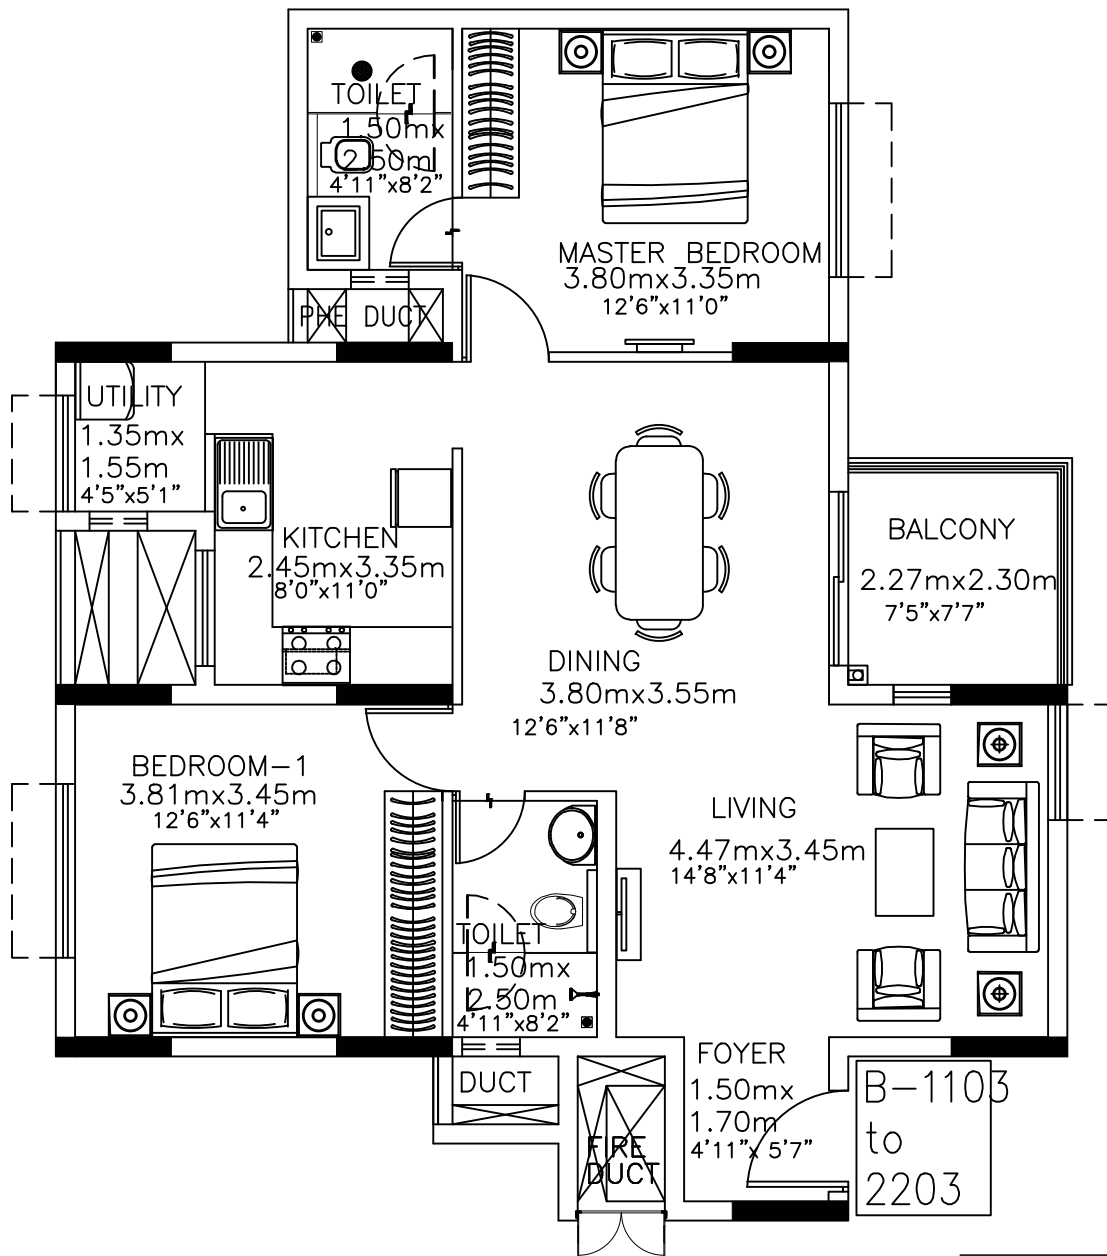 TOILET
1.50mx
2.50m
4'11"x8'2"
MASTER BEDROOM
3.80mx3.35m
12'6"x11'0"
PHE DUCT
UTILITY
1.35mx
1.55m
4'5"x5'1"
KITCHEN
2.45mx3.35m
8'0"x11'0"
BALCONY
2.27mx2.30m
7'5"x7'7"
DINING
3.80mx3.55m
12'6"x11'8"
BEDROOM-1
3.81mx3.45m
12'6"x11'4"
LIVING
4.47mx3.45m
14'8"x11'4"
TOILET
1.50mx
2.50m
4'11"x8'2"
DUCT
FOYER
1.50mx
1.70m
4'11"x 5'7"
FIRE
DUCT
B-1103
to
2203